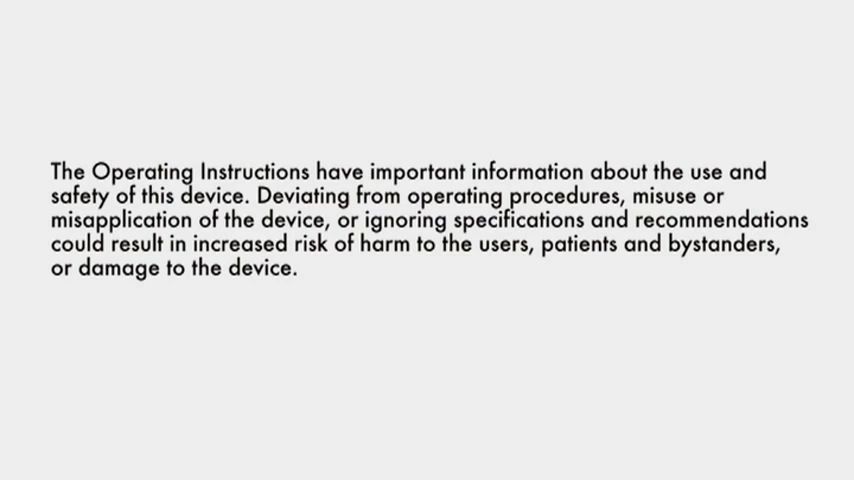 The Operating Instructions have important information about the use and
safety of this device. Deviating from operating procedures, misuse or
misapplication of the device, or ignoring specifications and recommendations
could result in increased risk of harm to the users, patients and bystanders,
or damage to the device.